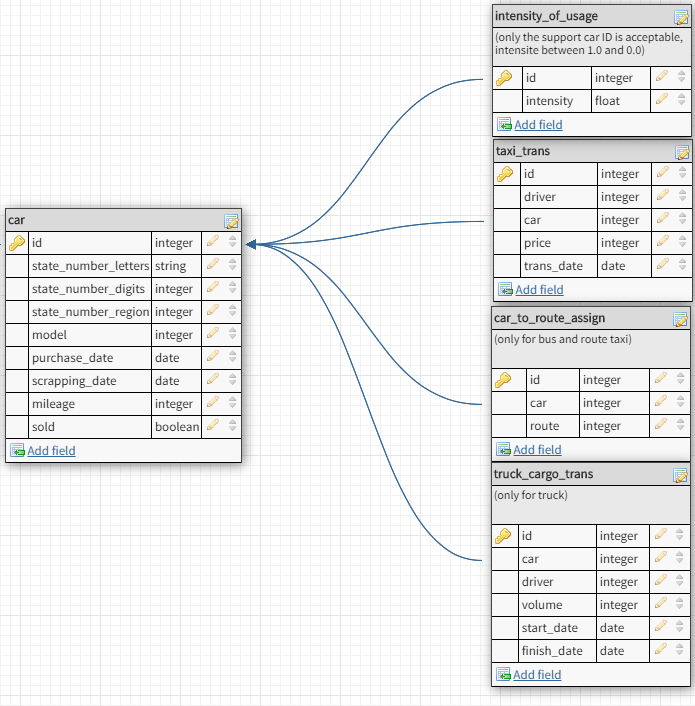 car
id integer
state_number_letters string
state_number_digits integer
state_number_region integer
model integer
purchase_date date
scrapping_date date
mileage integer
sold boolean
Add field
intensity_of_usage
(only the support car ID is acceptable,
intensite between 1.0 and 0.0)
id integer
intensity float
Add field
taxi_trans
id integer
driver integer
car integer
price integer
trans_date date
Add field
car_to_route_assign
(only for bus and route taxi)
id integer
car integer
route integer
Add field
truck_cargo_trans
(only for truck)
id integer
car integer
driver integer
volume integer
start_date date
finish_date date
Add field